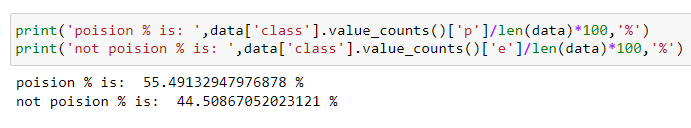 print('poision % is: ',data['class'].value_counts()['p']/len(data)*100,'%')
print('not poision % is: ',data['class'].value_counts()['e']/len(data)*100,'%')
poision % is:  55.49132947976878 %
not poision % is:  44.50867052023121 %